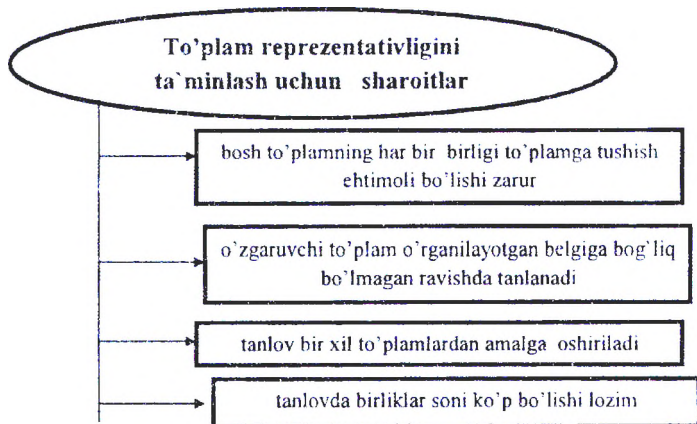 To'plam reprezentativligini
ta`minlash uchun sharoitlar
bosh to'plamning har bir birligi to'plamga tushish
ehtimoli bo'lishi zarur
o'zgaruvchi to'plam o'rganilayotgan belgiga bog`liq
bo'lmagan ravishda tanlanadi
tanlov bir xil to'plamlardan amalga oshiriladi
tanlovda birliklar soni ko'p bo'lishi lozim